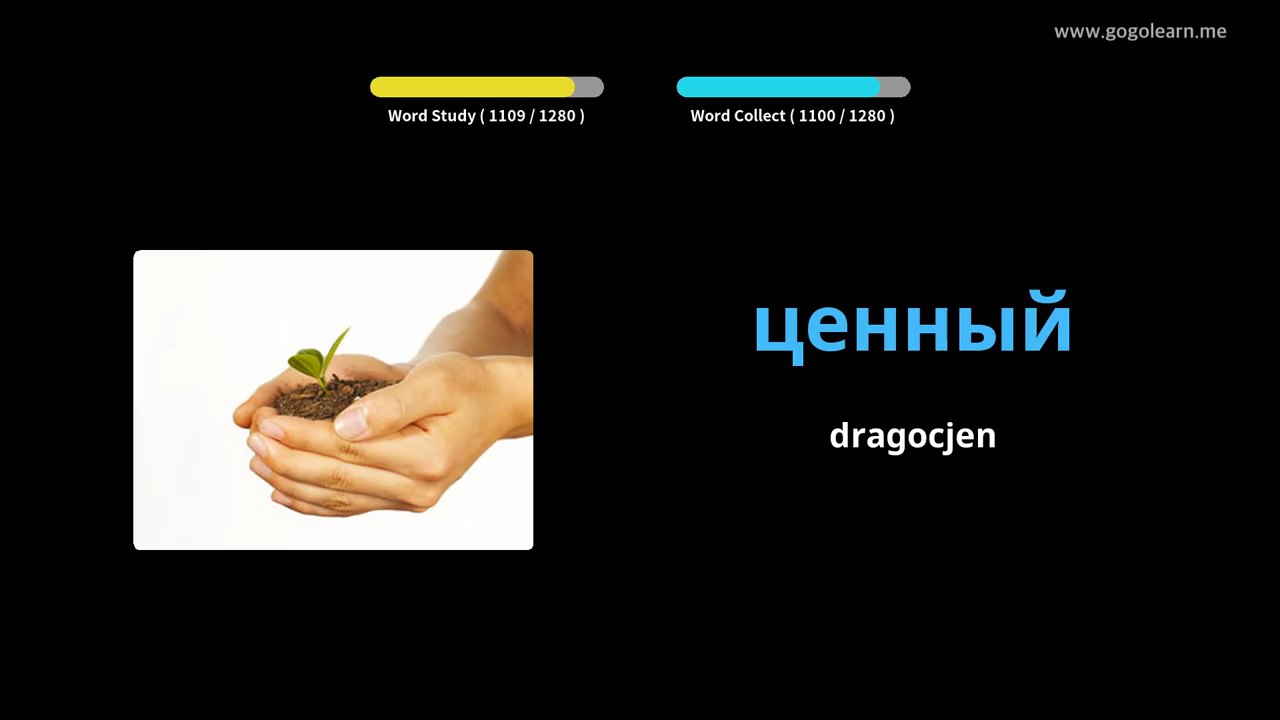 www.gogolearn.me
Word Study ( 1109 / 1280 )
Word Collect ( 1100 / 1280 )
ценный
dragocjen